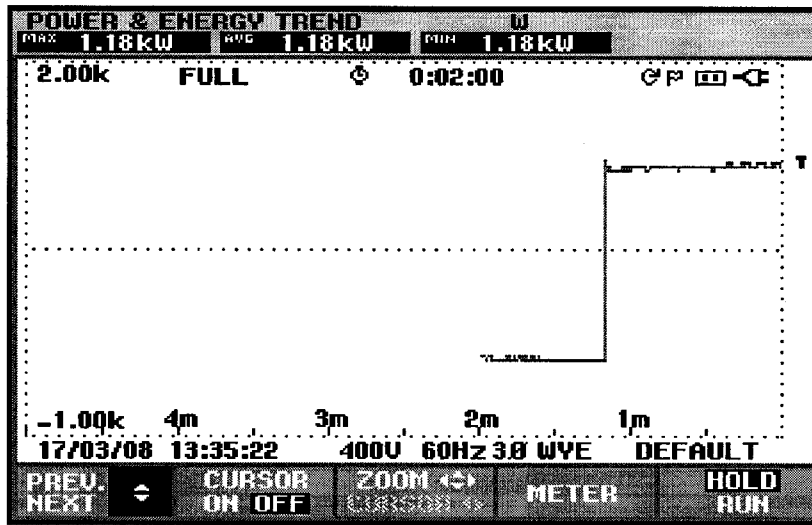 POWER & ENERGY TREND W
MAX 1.18kW AVG 1.18kW MIN 1.18kW
2.00k FULL 0:02:00
T
-1.00k 4m 3m 2m 1m
17/03/08 13:35:22 400V 60Hz 3Ø WYE DEFAULT
PREV. CURSOR ZOOM METER HOLD
NEXT ON OFF CURSOR RUN